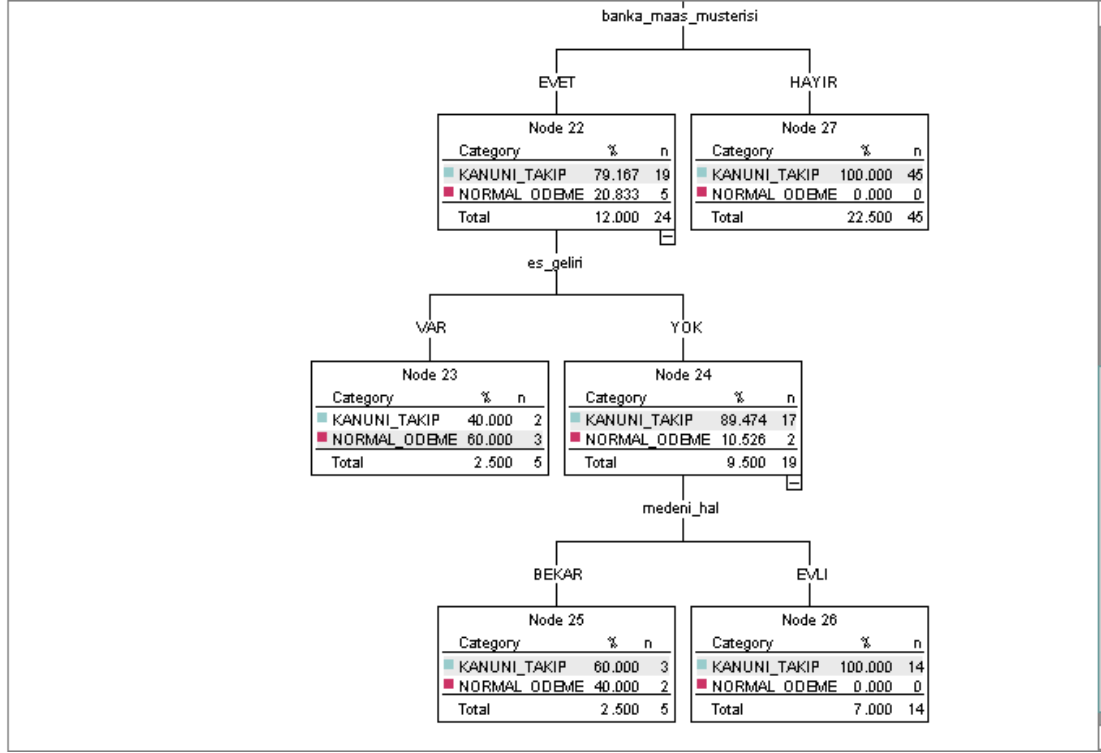 banka_maas_musterisi
EVET
HAYIR
Node 22
Category % n
KANUNI_TAKIP 79.167 19
NORMAL_ODEME 20.833 5
Total 12.000 24
Node 27
Category % n
KANUNI_TAKIP 100.000 45
NORMAL_ODEME 0.000 0
Total 22.500 45
es_geliri
VAR
YOK
Node 23
Category % n
KANUNI_TAKIP 40.000 2
NORMAL_ODEME 60.000 3
Total 2.500 5
Node 24
Category % n
KANUNI_TAKIP 89.474 17
NORMAL_ODEME 10.526 2
Total 9.500 19
medeni_hal
BEKAR
EVLI
Node 25
Category % n
KANUNI_TAKIP 60.000 3
NORMAL_ODEME 40.000 2
Total 2.500 5
Node 26
Category % n
KANUNI_TAKIP 100.000 14
NORMAL_ODEME 0.000 0
Total 7.000 14